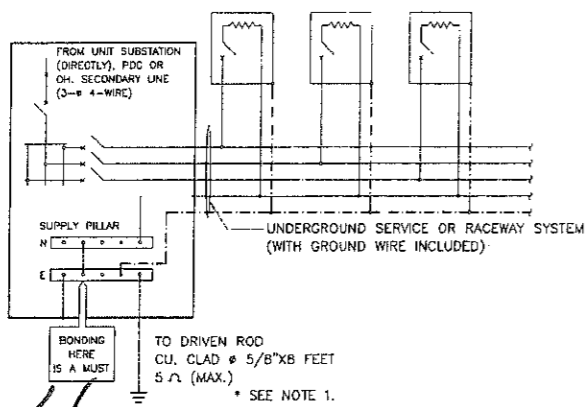 FROM UNIT SUBSTATION
(DIRECTLY), PDC OR
OH. SECONDARY LINE
(3-ø 4-WIRE)
SUPPLY PILLAR
N
E
UNDERGROUND SERVICE OR RACEWAY SYSTEM
(WITH GROUND WIRE INCLUDED)
BONDING
HERE
IS A MUST
TO DRIVEN ROD
CU. CLAD ø 5/8"X8 FEET
5 Ω (MAX.)
* SEE NOTE 1.